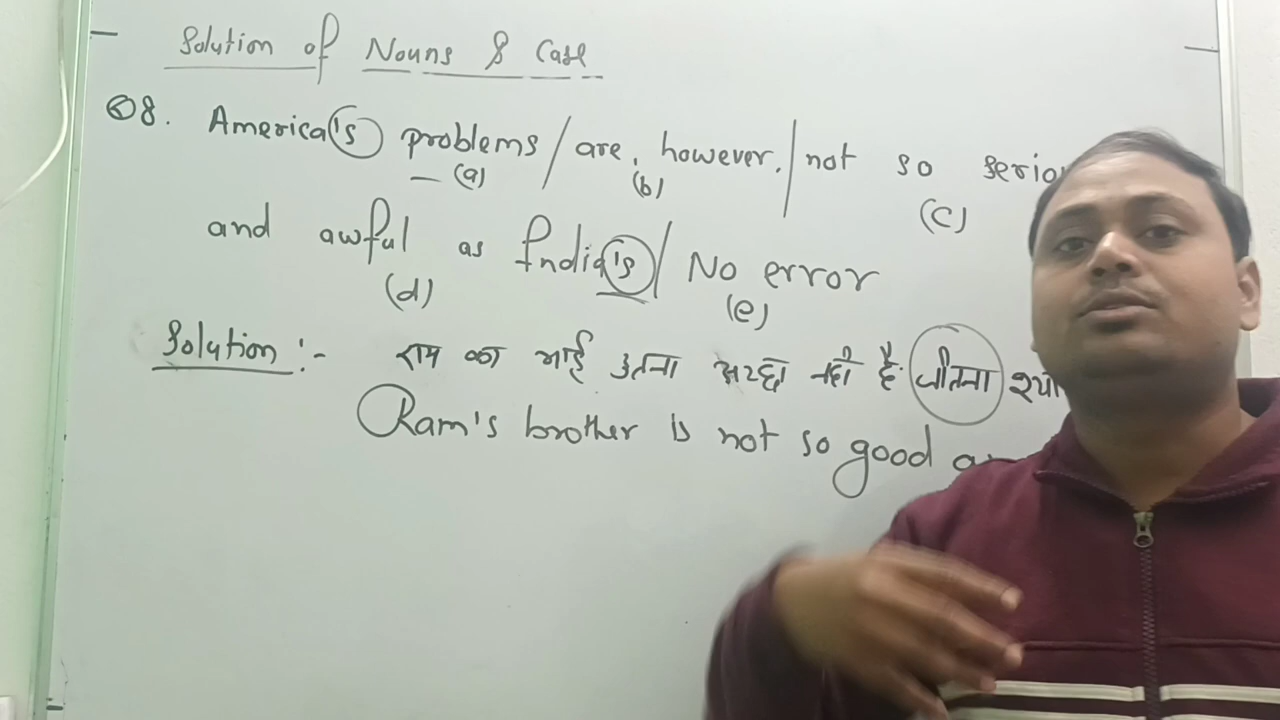 Solution of Nouns & Case
Q8. America's problems / are, however, / not so
(a) (b) (C)
and awful as India's / No error
(d) (e)
Solution :- राम का भाई उतना अच्छा नही है जीतना
Ram's brother is not so good